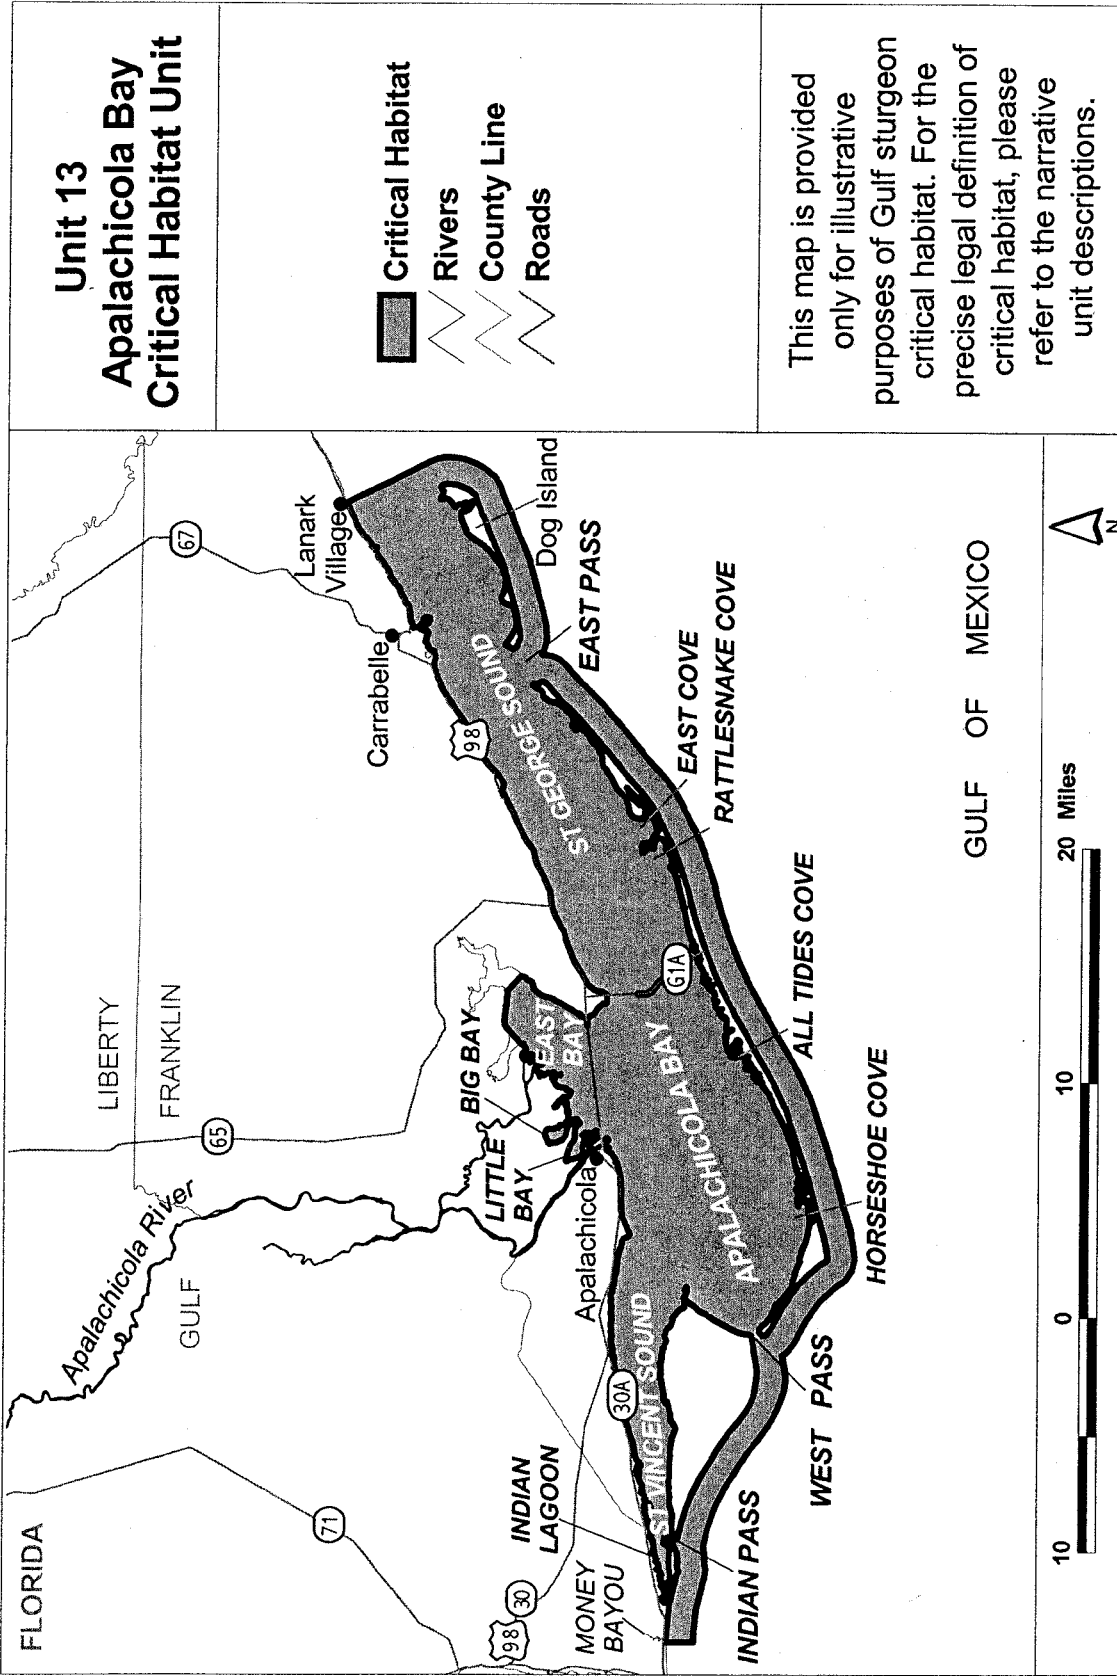 Unit 13
Apalachicola Bay
Critical Habitat Unit
Critical Habitat
Rivers
County Line
Roads
This map is provided
only for illustrative
purposes of Gulf sturgeon
critical habitat. For the
precise legal definition of
critical habitat, please
refer to the narrative
unit descriptions.
FLORIDA
71
Apalachicola River
GULF
65
LIBERTY
FRANKLIN
67
Lanark
Village
Carrabelle
98
Dog Island
EAST PASS
ST GEORGE SOUND
EAST COVE
RATTLESNAKE COVE
BIG BAY
EAST
BAY
LITTLE
BAY
Apalachicola
G1A
APALACHICOLA BAY
ALL TIDES COVE
HORSESHOE COVE
98
30
30A
INDIAN
LAGOON
MONEY
BAYOU
ST VINCENT SOUND
INDIAN PASS
WEST PASS
GULF OF MEXICO
10 0 10 20 Miles
N